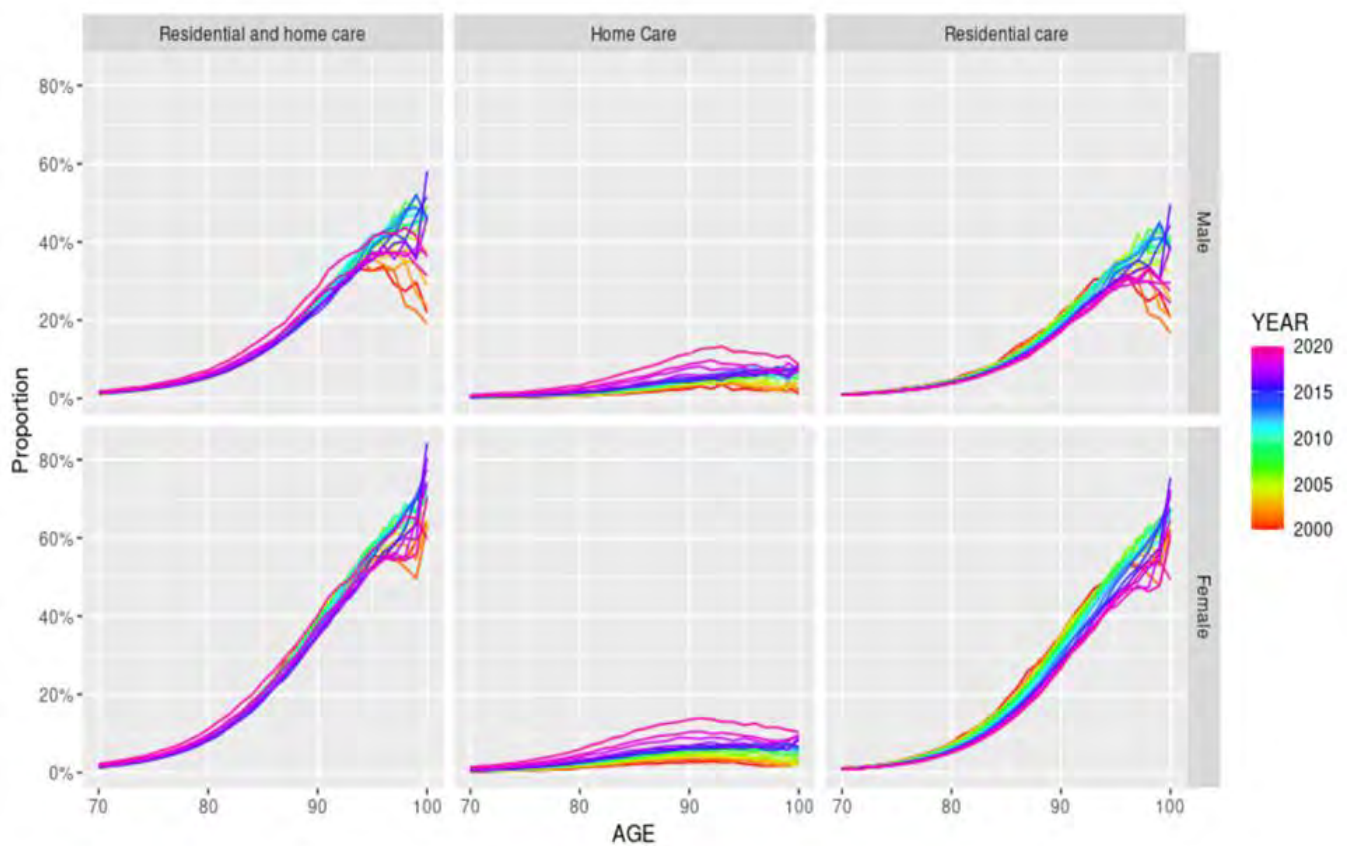 Residential and home care
Home Care
Residential care
80%
60%
40%
20%
0%
Male
80%
60%
40%
20%
0%
Female
Proportion
70 80 90 100
70 80 90 100
70 80 90 100
AGE
YEAR
2020
2015
2010
2005
2000